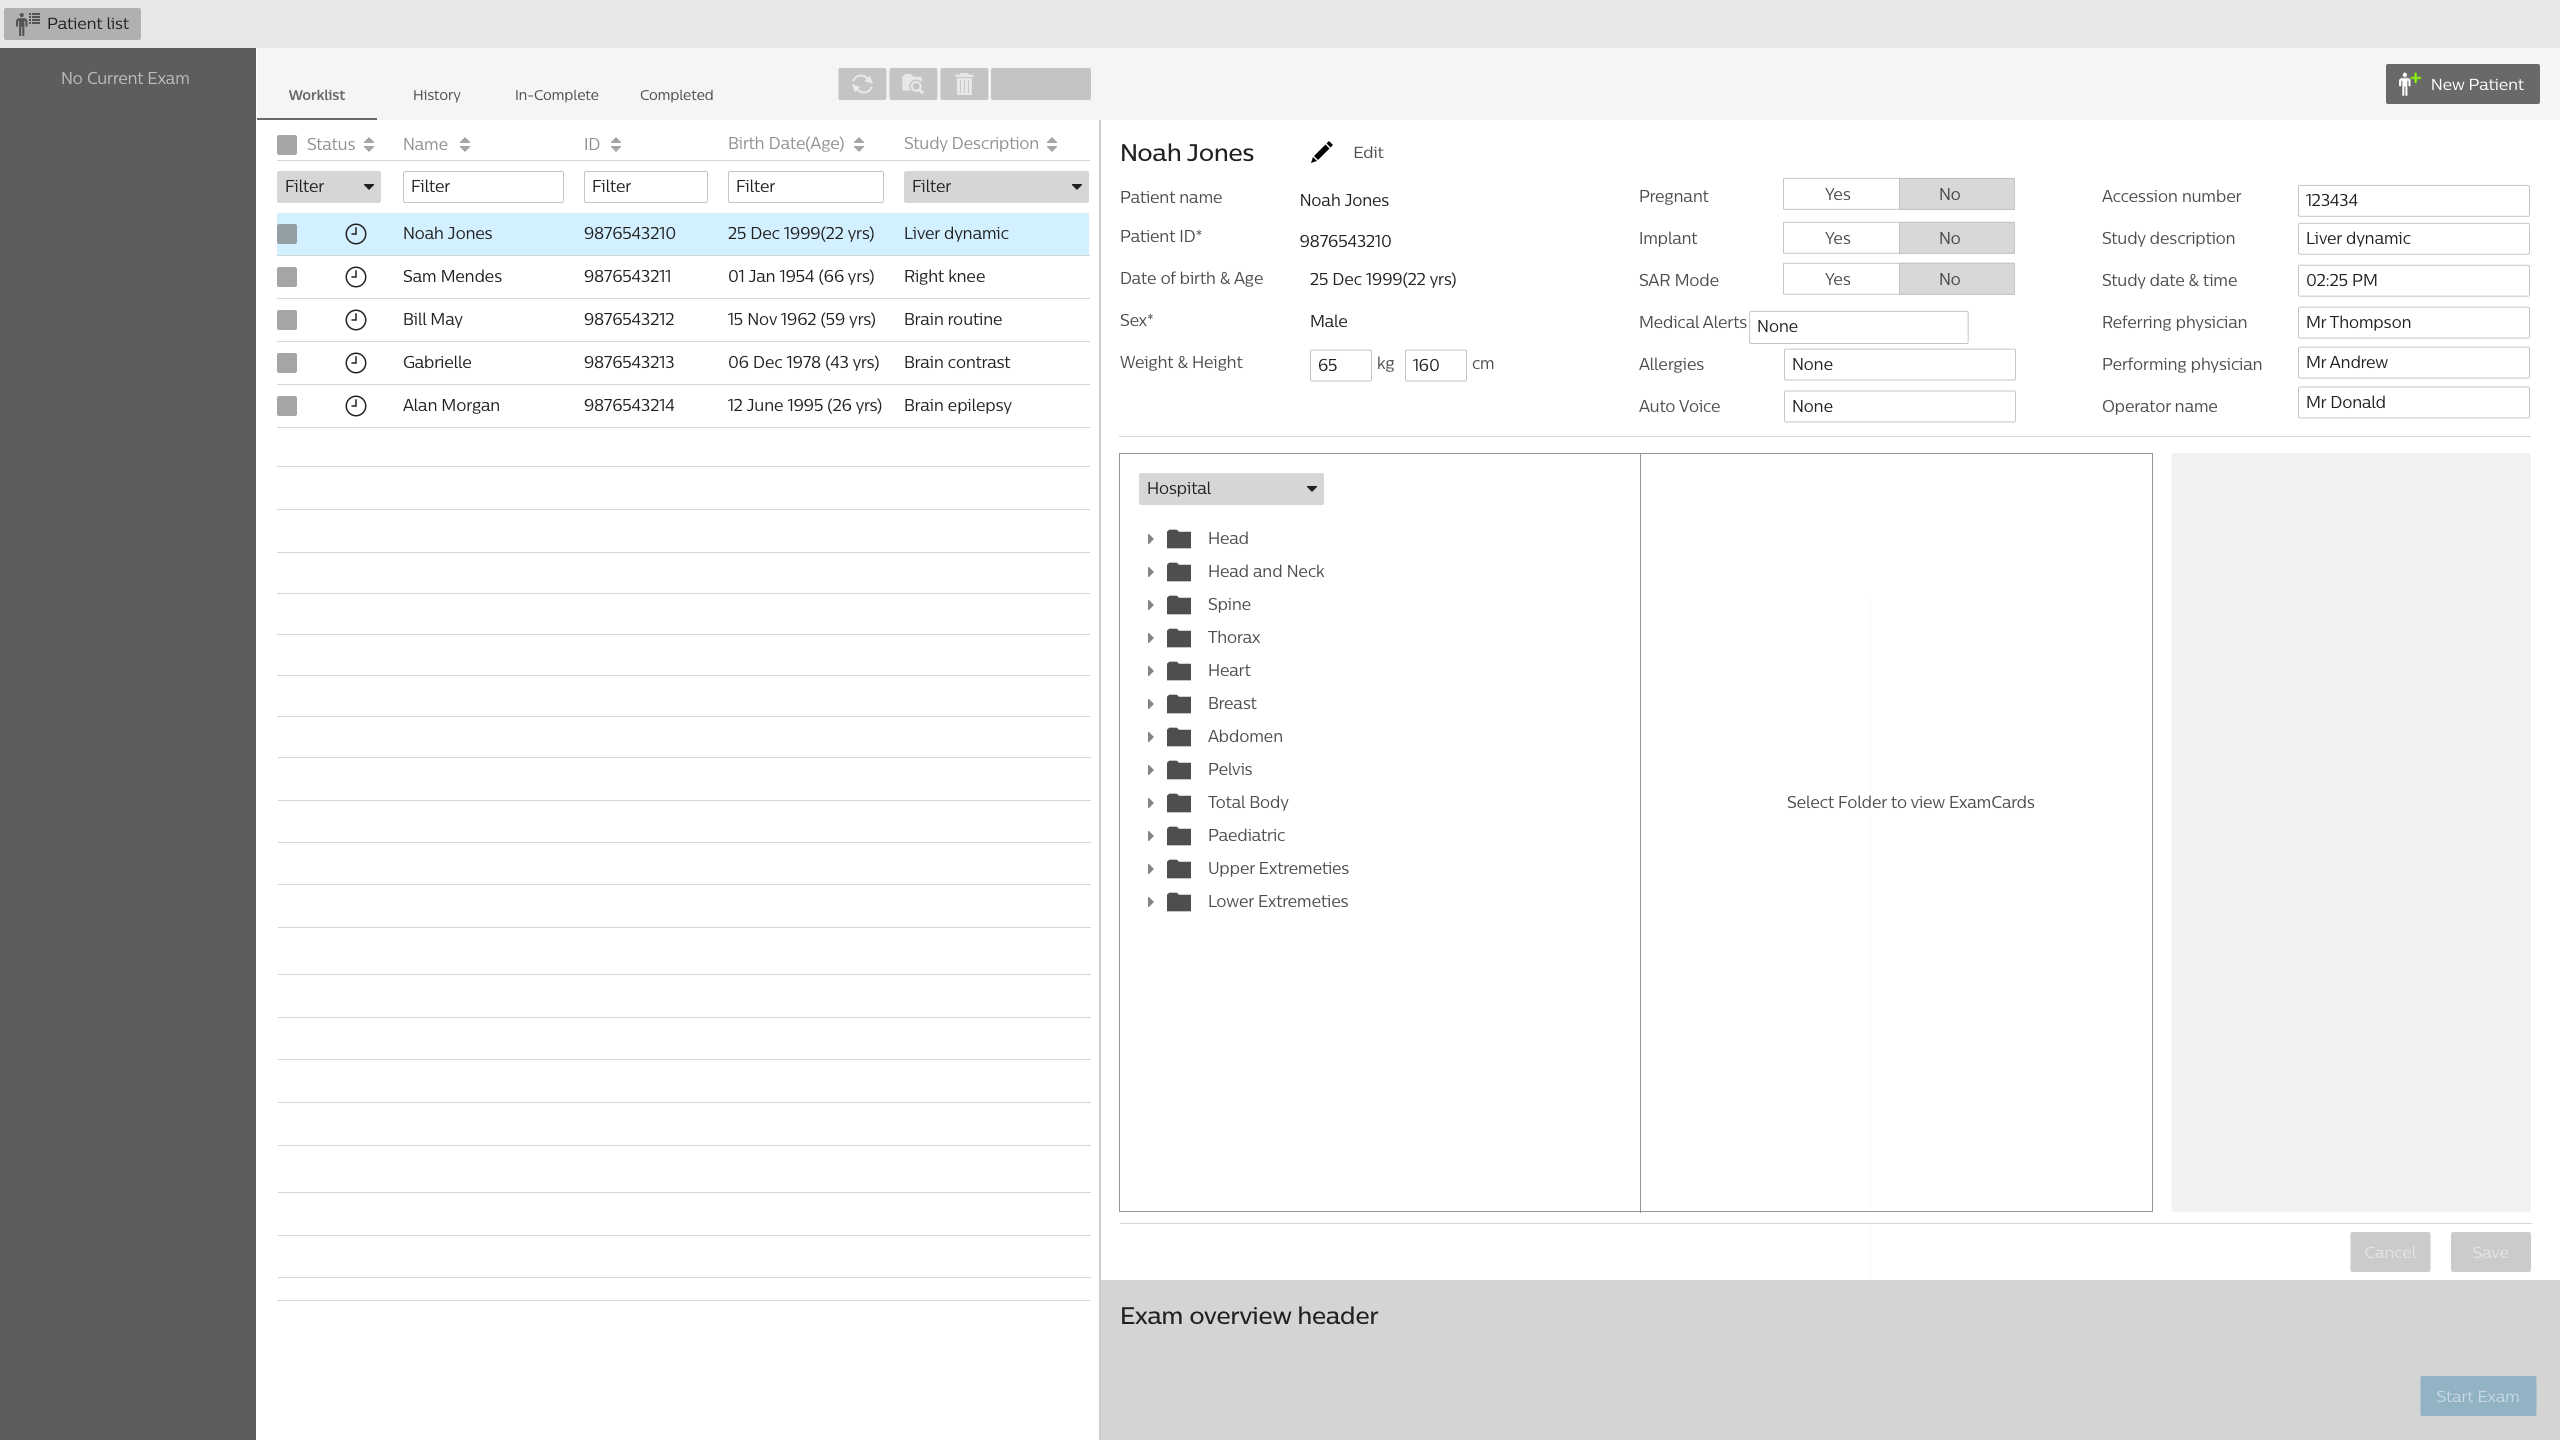 Patient list
No Current Exam
Worklist
History
In-Complete
Completed
New Patient
Status
Name
ID
Birth Date(Age)
Study Description
Filter
Filter
Filter
Filter
Filter
Noah Jones
9876543210
25 Dec 1999(22 yrs)
Liver dynamic
Sam Mendes
9876543211
01 Jan 1954 (66 yrs)
Right knee
Bill May
9876543212
15 Nov 1962 (59 yrs)
Brain routine
Gabrielle
9876543213
06 Dec 1978 (43 yrs)
Brain contrast
Alan Morgan
9876543214
12 June 1995 (26 yrs)
Brain epilepsy
Noah Jones
Edit
Patient name
Noah Jones
Patient ID*
9876543210
Date of birth & Age
25 Dec 1999(22 yrs)
Sex*
Male
Weight & Height
65
kg
160
cm
Pregnant
Yes
No
Implant
Yes
No
SAR Mode
Yes
No
Medical Alerts
None
Allergies
None
Auto Voice
None
Accession number
123434
Study description
Liver dynamic
Study date & time
02:25 PM
Referring physician
Mr Thompson
Performing physician
Mr Andrew
Operator name
Mr Donald
Hospital
Head
Head and Neck
Spine
Thorax
Heart
Breast
Abdomen
Pelvis
Total Body
Paediatric
Upper Extremeties
Lower Extremeties
Select Folder to view ExamCards
Cancel
Save
Exam overview header
Start Exam